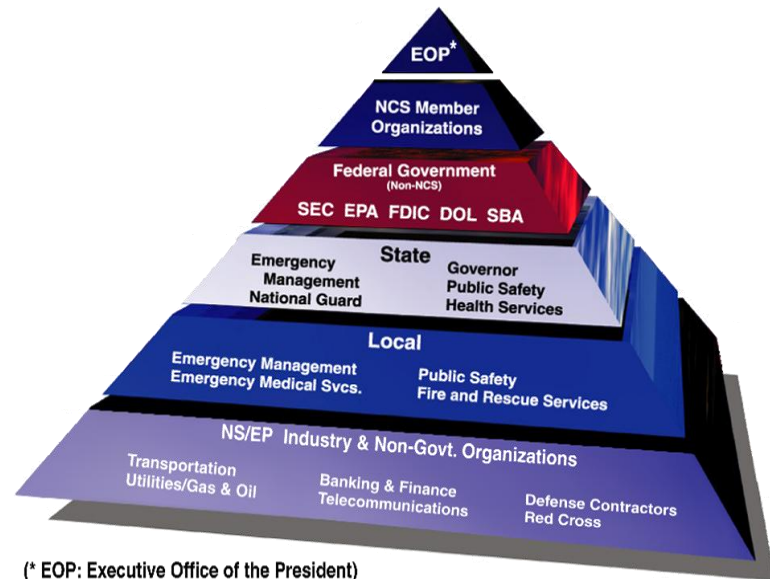 EOP*
NCS Member
Organizations
Federal Government
(Non-NCS)
SEC EPA FDIC DOL SBA
State
Emergency
Management
National Guard
Governor
Public Safety
Health Services
Local
Emergency Management
Emergency Medical Svcs.
Public Safety
Fire and Rescue Services
NS/EP Industry & Non-Govt. Organizations
Transportation
Utilities/Gas & Oil
Banking & Finance
Telecommunications
Defense Contractors
Red Cross
(* EOP: Executive Office of the President)